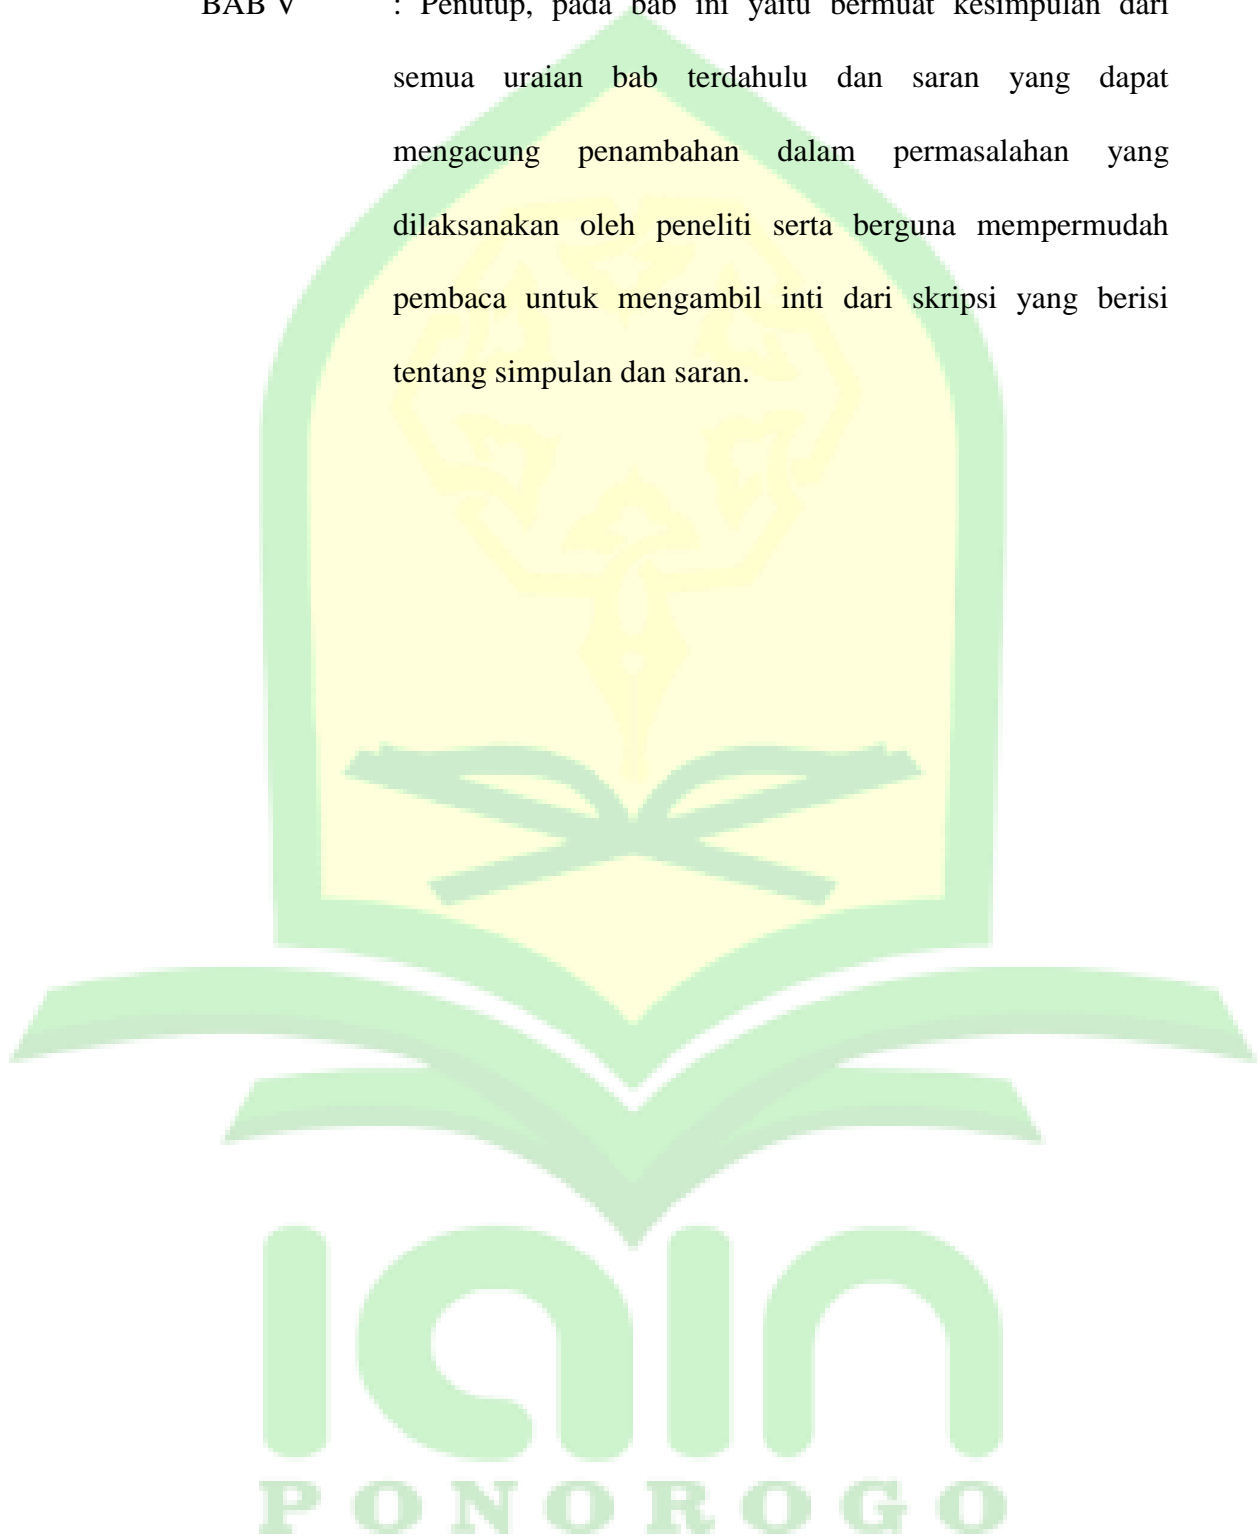 BAB V : Penutup, pada bab ini yaitu bermuat kesimpulan dari
semua uraian bab terdahulu dan saran yang dapat
mengacung penambahan dalam permasalahan yang
dilaksanakan oleh peneliti serta berguna mempermudah
pembaca untuk mengambil inti dari skripsi yang berisi
tentang simpulan dan saran.
iain
PONOROGO